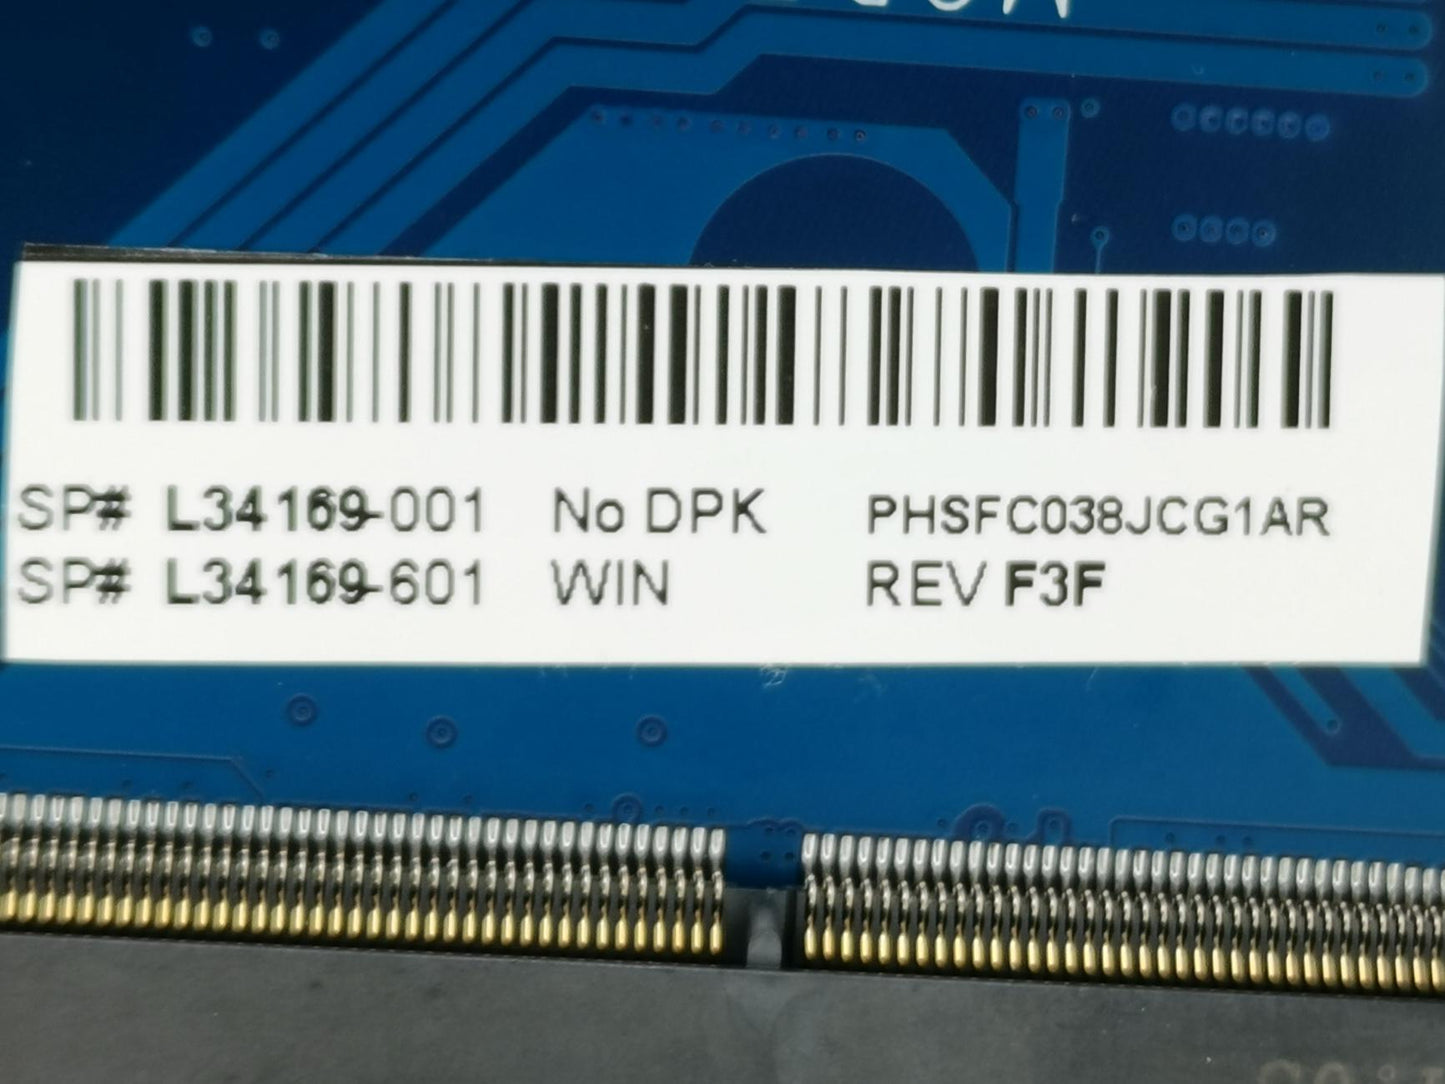 SP# L34169-001 No DPK PHSFC038JCG1AR
SP# L34169-601 WIN REV F3F